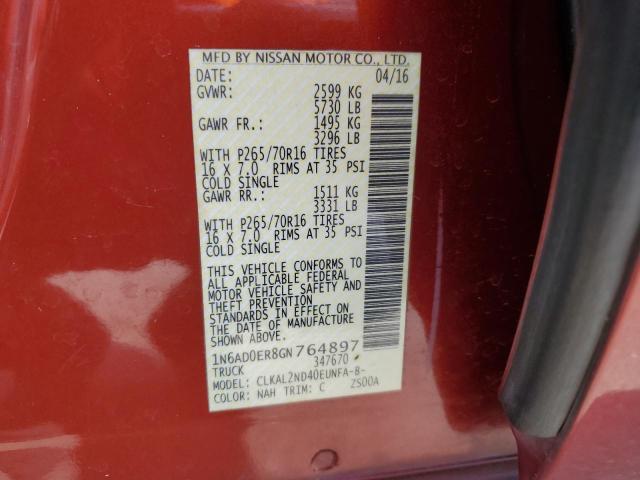 MFD BY NISSAN MOTOR CO., LTD.
DATE: 04/16
GVWR: 2599 KG
5730 LB
GAWR FR.: 1495 KG
3296 LB
WITH P265/70R16 TIRES
16 X 7.0 RIMS AT 35 PSI
COLD SINGLE
GAWR RR.: 1511 KG
3331 LB
WITH P265/70R16 TIRES
16 X 7.0 RIMS AT 35 PSI
COLD SINGLE
THIS VEHICLE CONFORMS TO
ALL APPLICABLE FEDERAL
MOTOR VEHICLE SAFETY AND
THEFT PREVENTION
STANDARDS IN EFFECT ON
THE DATE OF MANUFACTURE
SHOWN ABOVE.
1N6AD0ER8GN764897
TRUCK 347670
MODEL: CLKAL2ND40EUNFA-B-
COLOR: NAH TRIM: C ZS00A